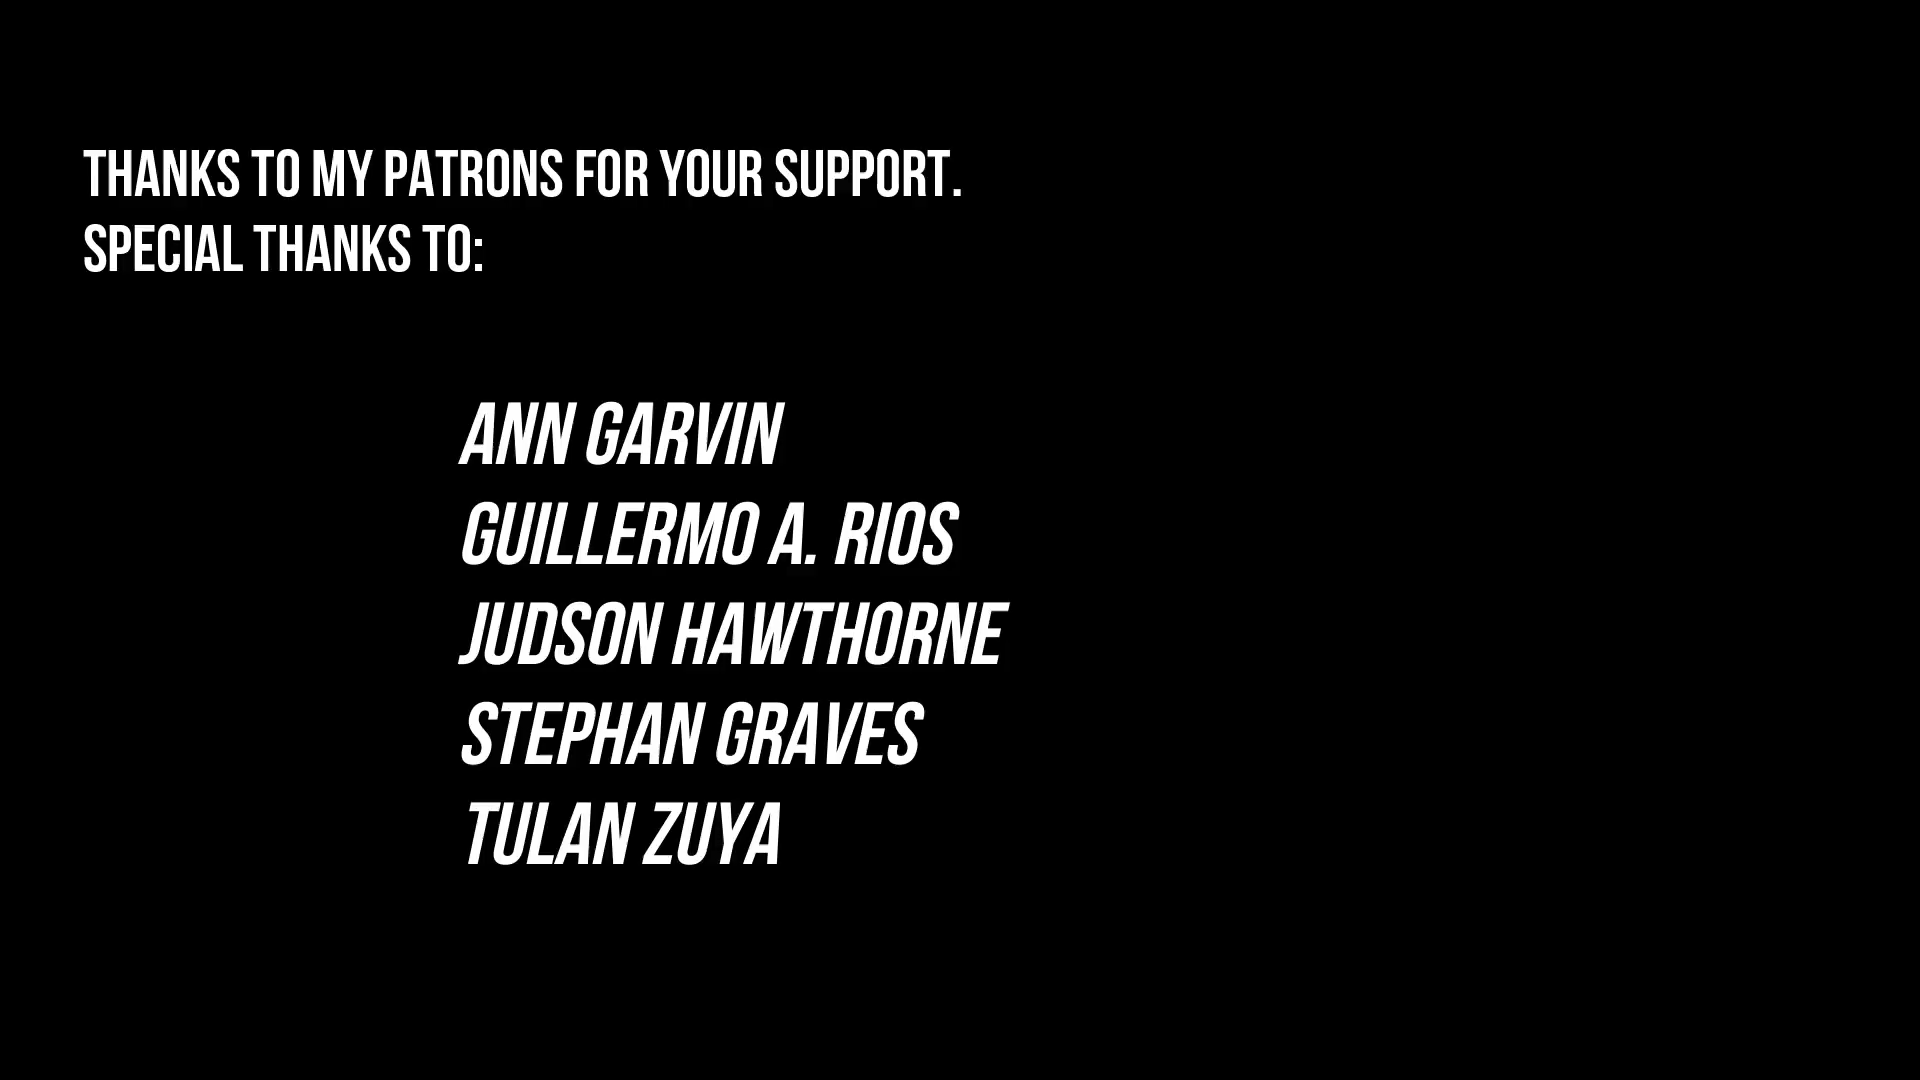 THANKS TO MY PATRONS FOR YOUR SUPPORT.
SPECIAL THANKS TO:
ANN GARVIN
GUILLERMO A. RIOS
JUDSON HAWTHORNE
STEPHAN GRAVES
TULAN ZUYA